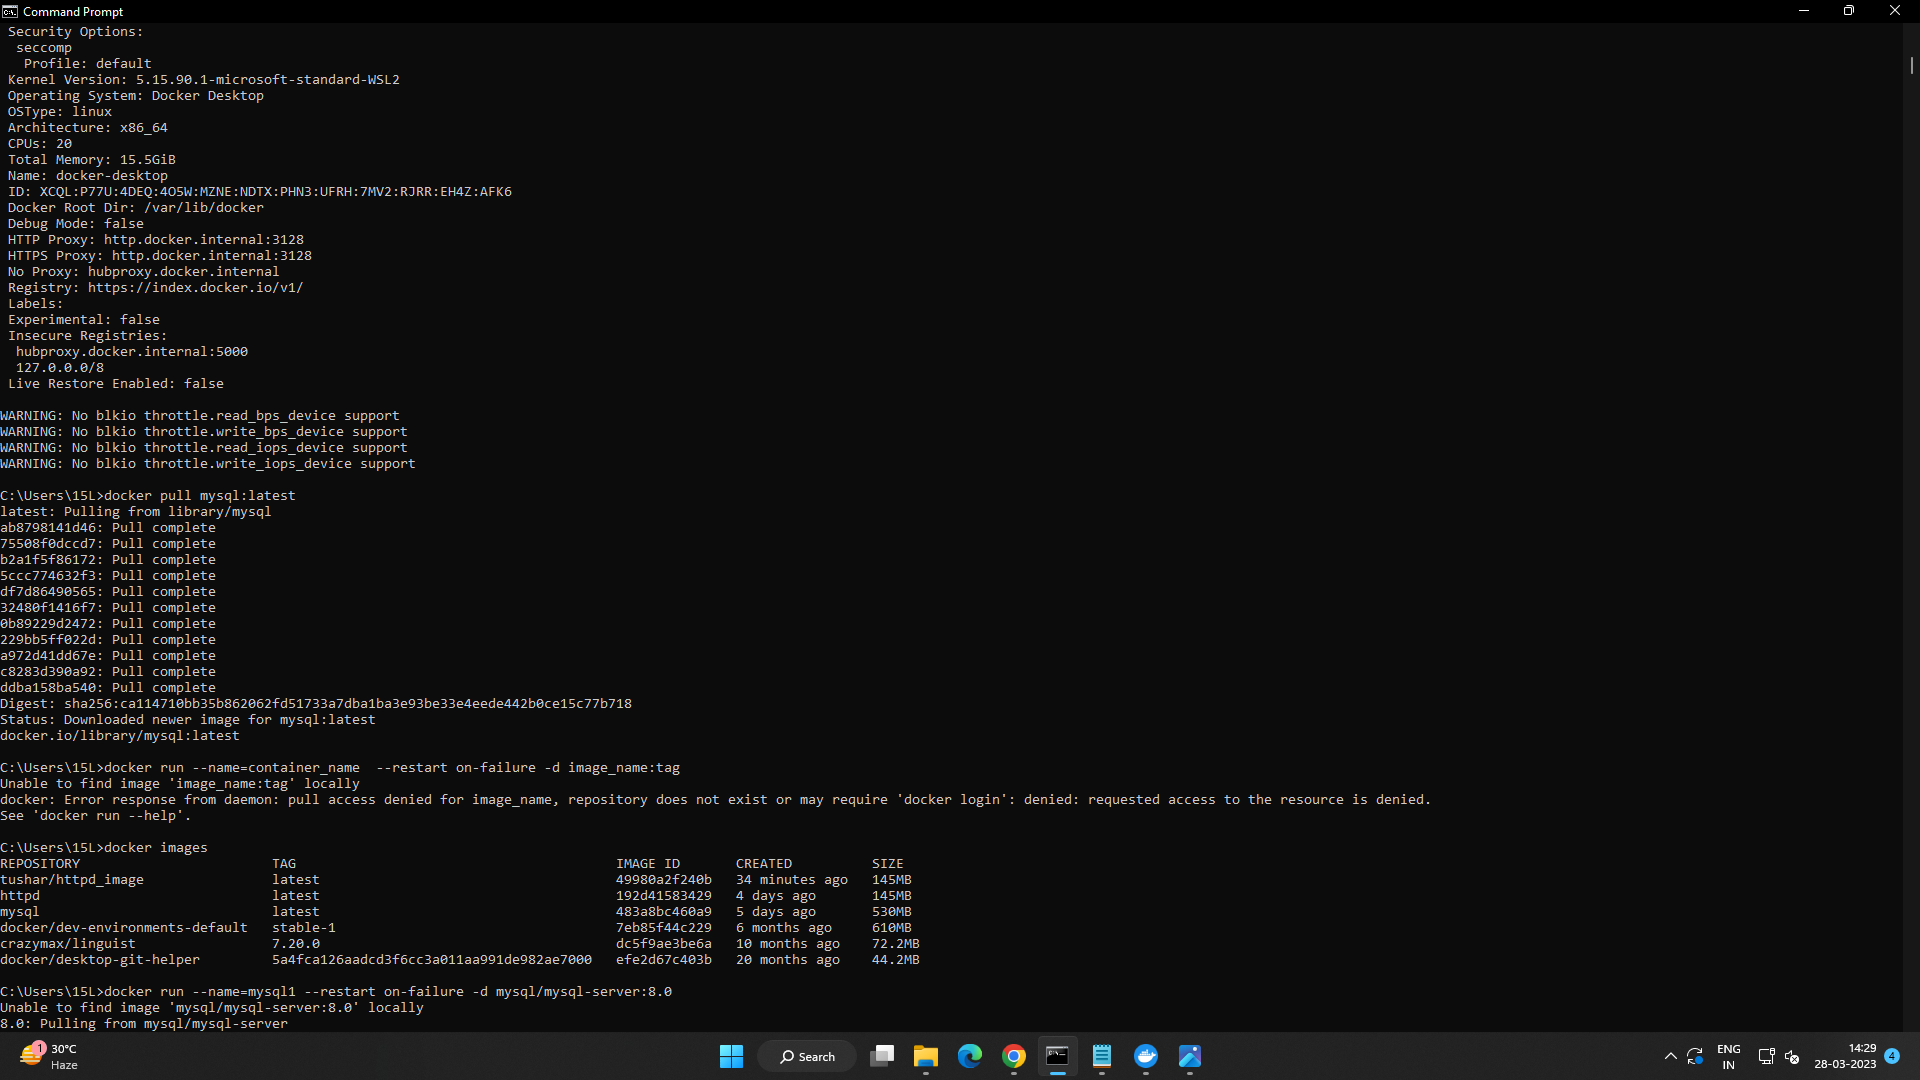 Command Prompt
Security Options:
seccomp
Profile: default
Kernel Version: 5.15.90.1-microsoft-standard-WSL2
Operating System: Docker Desktop
OSType: linux
Architecture: x86_64
CPUs: 20
Total Memory: 15.5GiB
Name: docker-desktop
ID: XCQL:P77U:4DEQ:4O5W:MZNE:NDTX:PHN3:UFRH:7MV2:RJRR:EH4Z:AFK6
Docker Root Dir: /var/lib/docker
Debug Mode: false
HTTP Proxy: http.docker.internal:3128
HTTPS Proxy: http.docker.internal:3128
No Proxy: hubproxy.docker.internal
Registry: https://index.docker.io/v1/
Labels:
Experimental: false
Insecure Registries:
hubproxy.docker.internal:5000
127.0.0.0/8
Live Restore Enabled: false
WARNING: No blkio throttle.read_bps_device support
WARNING: No blkio throttle.write_bps_device support
WARNING: No blkio throttle.read_iops_device support
WARNING: No blkio throttle.write_iops_device support
C:\Users\15L>docker pull mysql:latest
latest: Pulling from library/mysql
ab8798141d46: Pull complete
75508f0dccd7: Pull complete
b2a1f5f86172: Pull complete
5ccc774632f3: Pull complete
df7d86490565: Pull complete
32480f1416f7: Pull complete
0b89229d2472: Pull complete
229bb5ff022d: Pull complete
a972d41dd67e: Pull complete
c8283d390a92: Pull complete
ddba158ba540: Pull complete
Digest: sha256:ca114710bb35b862062fd51733a7dba1ba3e93be33e4eede442b0ce15c77b718
Status: Downloaded newer image for mysql:latest
docker.io/library/mysql:latest
C:\Users\15L>docker run --name=container_name  --restart on-failure -d image_name:tag
Unable to find image 'image_name:tag' locally
docker: Error response from daemon: pull access denied for image_name, repository does not exist or may require 'docker login': denied: requested access to the resource is denied.
See 'docker run --help'.
C:\Users\15L>docker images
REPOSITORY TAG IMAGE ID CREATED SIZE
tushar/httpd_image latest 49980a2f240b 34 minutes ago 145MB
httpd latest 192d41583429 4 days ago 145MB
mysql latest 483a8bc460a9 5 days ago 530MB
docker/dev-environments-default stable-1 7eb85f44c229 6 months ago 610MB
crazymax/linguist 7.20.0 dc5f9ae3be6a 10 months ago 72.2MB
docker/desktop-git-helper 5a4fca126aadcd3f6cc3a011aa991de982ae7000 efe2d67c403b 20 months ago 44.2MB
C:\Users\15L>docker run --name=mysql1 --restart on-failure -d mysql/mysql-server:8.0
Unable to find image 'mysql/mysql-server:8.0' locally
8.0: Pulling from mysql/mysql-server
1
30°C
Haze
Search
ENG
IN
14:29
28-03-2023
4